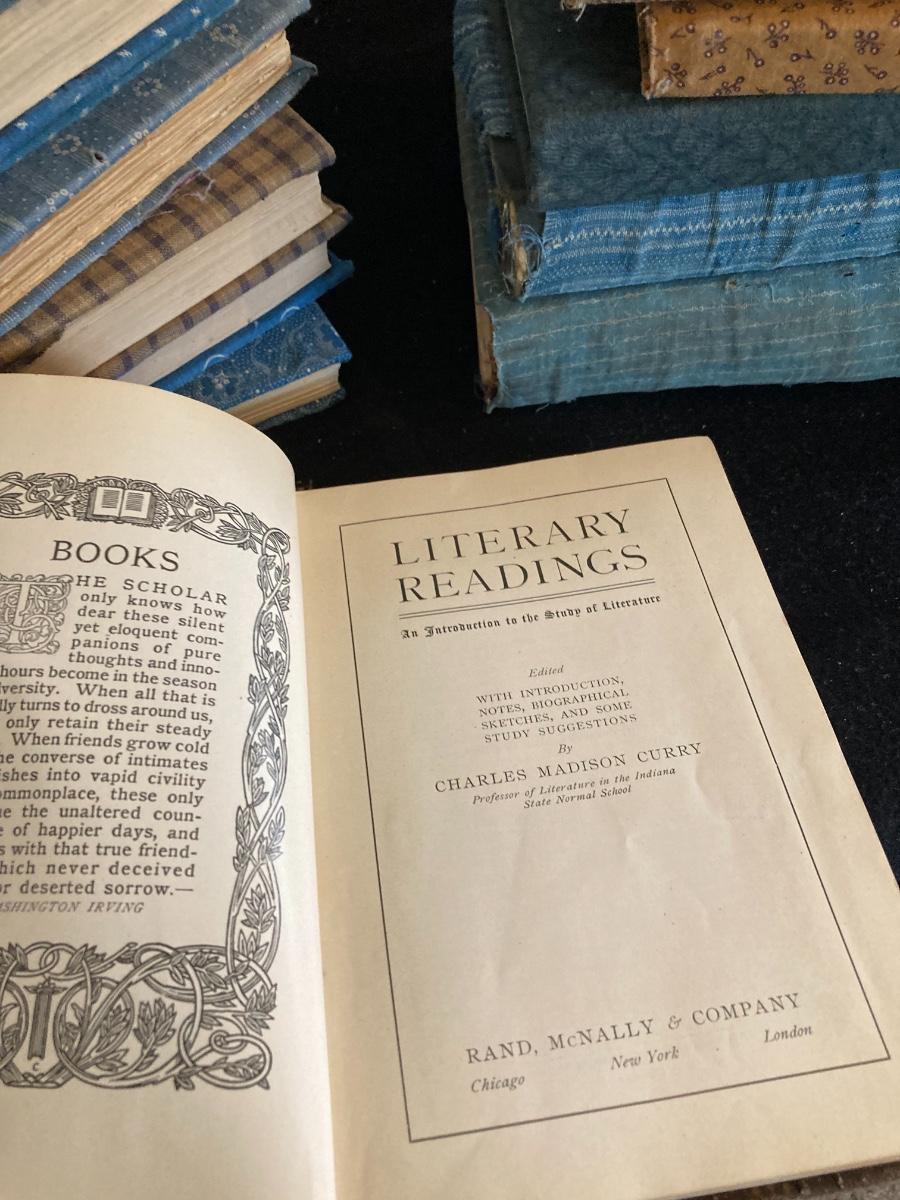 BOOKS
THE SCHOLAR
only knows how
dear these silent
yet eloquent com-
panions of pure
thoughts and inno-
hours become in the season
versity. When all that is
lly turns to dross around us,
only retain their steady
When friends grow cold
he converse of intimates
ishes into vapid civility
ommonplace, these only
ue the unaltered coun-
e of happier days, and
s with that true friend-
hich never deceived
or deserted sorrow.—
ASHINGTON IRVING
C
LITERARY
READINGS
An Introduction to the Study of Literature
Edited
WITH INTRODUCTION,
NOTES, BIOGRAPHICAL
SKETCHES, AND SOME
STUDY SUGGESTIONS
By
CHARLES MADISON CURRY
Professor of Literature in the Indiana
State Normal School
RAND, McNALLY & COMPANY
Chicago New York London